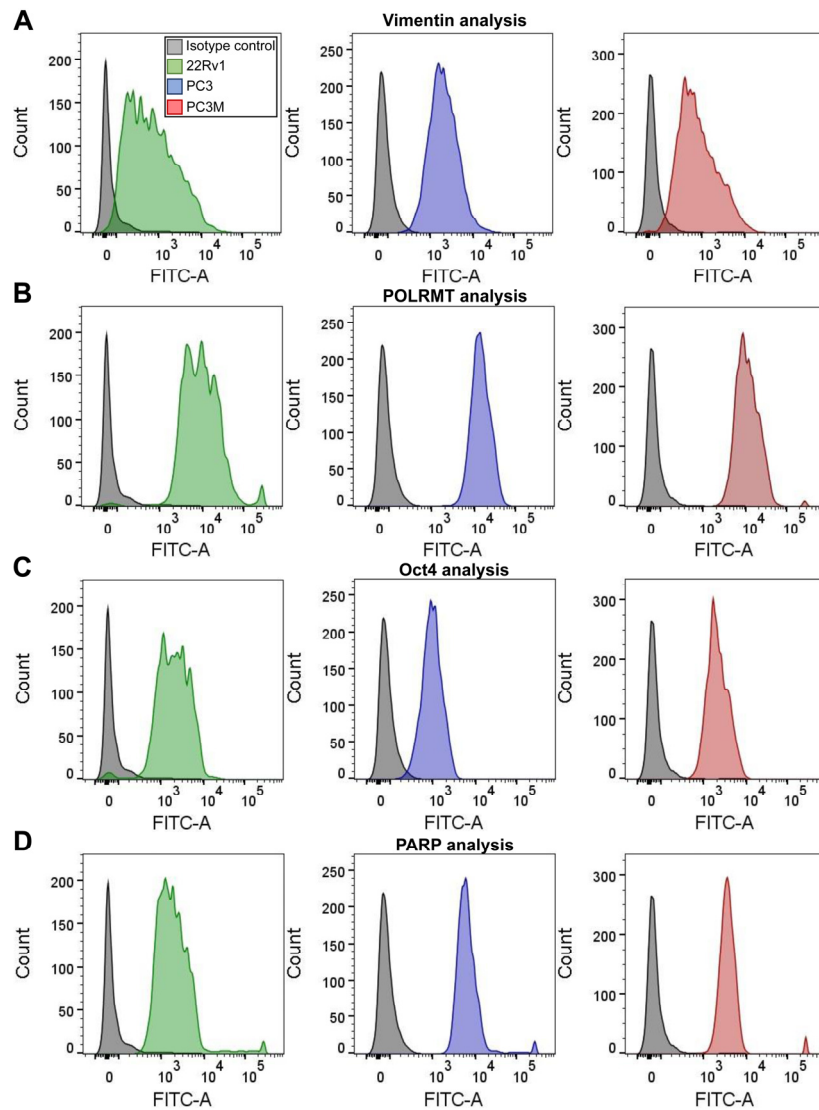 A
Vimentin analysis
Isotype control
22Rv1
PC3
PC3M
200
150
100
50
0
Count
0 10^3 10^4 10^5
FITC-A
250
200
150
100
50
0
Count
0 10^3 10^4 10^5
FITC-A
300
200
100
0
Count
0 10^3 10^4 10^5
FITC-A
B
POLRMT analysis
200
150
100
50
0
Count
0 10^3 10^4 10^5
FITC-A
250
200
150
100
50
0
Count
0 10^3 10^4 10^5
FITC-A
300
200
100
0
Count
0 10^3 10^4 10^5
FITC-A
C
Oct4 analysis
200
150
100
50
0
Count
0 10^3 10^4 10^5
FITC-A
250
200
150
100
50
0
Count
0 10^3 10^4 10^5
FITC-A
300
200
100
0
Count
0 10^3 10^4 10^5
FITC-A
D
PARP analysis
200
150
100
50
0
Count
0 10^3 10^4 10^5
FITC-A
250
200
150
100
50
0
Count
0 10^3 10^4 10^5
FITC-A
300
200
100
0
Count
0 10^3 10^4 10^5
FITC-A